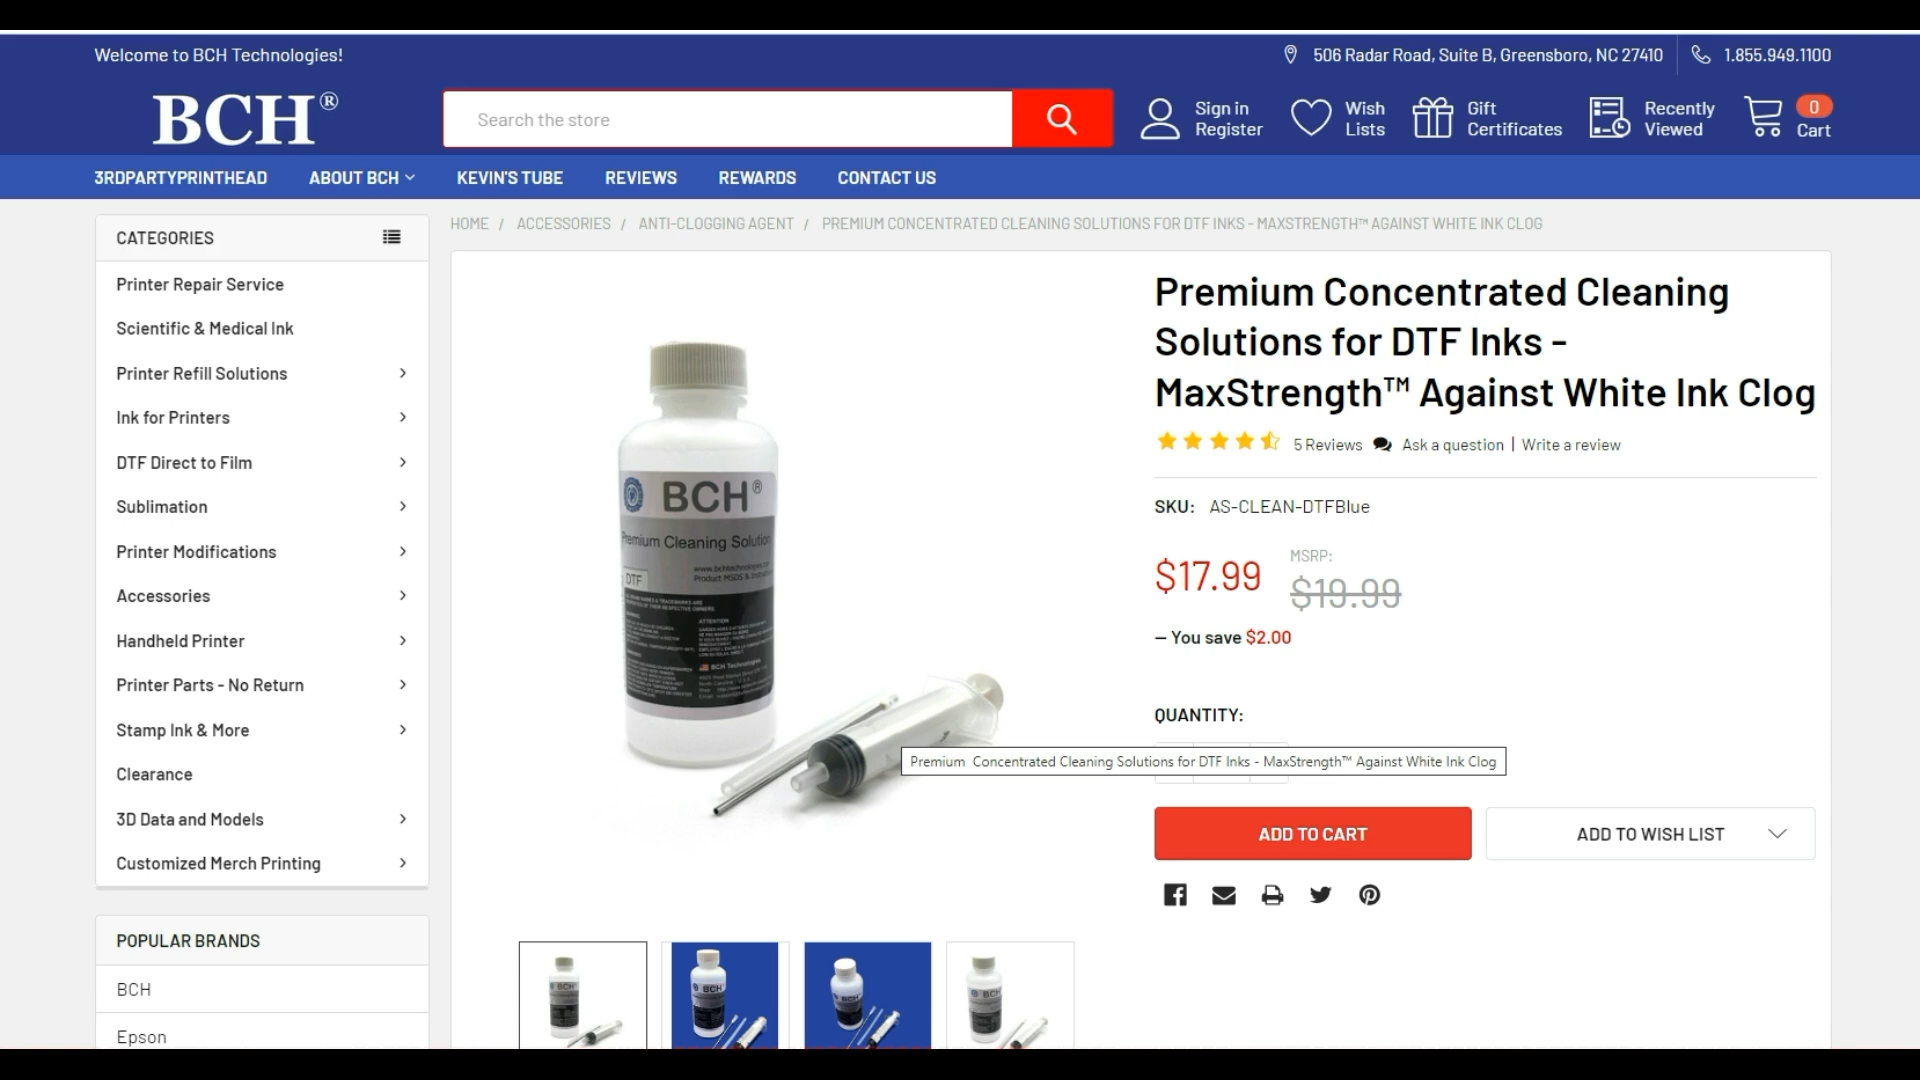 Welcome to BCH Technologies!
506 Radar Road, Suite B, Greensboro, NC 27410
1.855.949.1100
BCH®
Search the store
Sign in
Register
Wish
Lists
Gift
Certificates
Recently
Viewed
0
Cart
3RDPARTYPRINTHEAD
ABOUT BCH
KEVIN'S TUBE
REVIEWS
REWARDS
CONTACT US
CATEGORIES
Printer Repair Service
Scientific & Medical Ink
Printer Refill Solutions
Ink for Printers
DTF Direct to Film
Sublimation
Printer Modifications
Accessories
Handheld Printer
Printer Parts - No Return
Stamp Ink & More
Clearance
3D Data and Models
Customized Merch Printing
POPULAR BRANDS
BCH
Epson
HOME / ACCESSORIES / ANTI-CLOGGING AGENT / PREMIUM CONCENTRATED CLEANING SOLUTIONS FOR DTF INKS - MAXSTRENGTH™ AGAINST WHITE INK CLOG
BCH®
Premium Cleaning Solution
DTF
ATTENTION
BCH Technologies
Premium Concentrated Cleaning
Solutions for DTF Inks -
MaxStrength™ Against White Ink Clog
5 Reviews
Ask a question | Write a review
SKU: AS-CLEAN-DTFBlue
$17.99
MSRP:
$19.99
— You save $2.00
QUANTITY:
Premium Concentrated Cleaning Solutions for DTF Inks - MaxStrength™ Against White Ink Clog
ADD TO CART
ADD TO WISH LIST
BCH
BCH
BCH
BCH